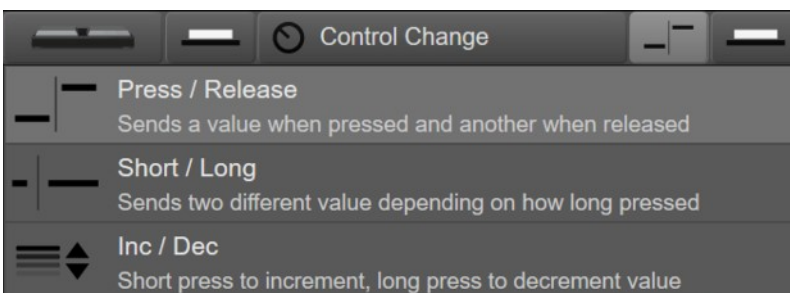 Control Change
Press / Release
Sends a value when pressed and another when released
Short / Long
Sends two different value depending on how long pressed
Inc / Dec
Short press to increment, long press to decrement value